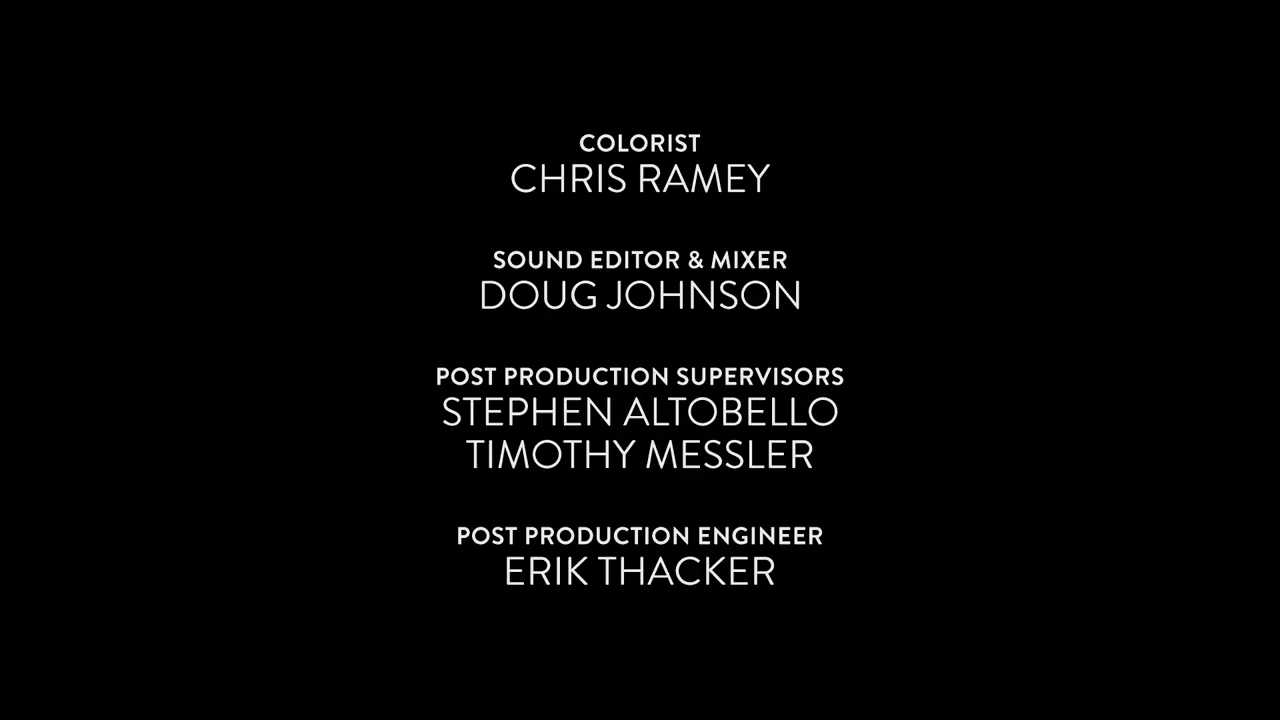 COLORIST
CHRIS RAMEY
SOUND EDITOR & MIXER
DOUG JOHNSON
POST PRODUCTION SUPERVISORS
STEPHEN ALTOBELLO
TIMOTHY MESSLER
POST PRODUCTION ENGINEER
ERIK THACKER